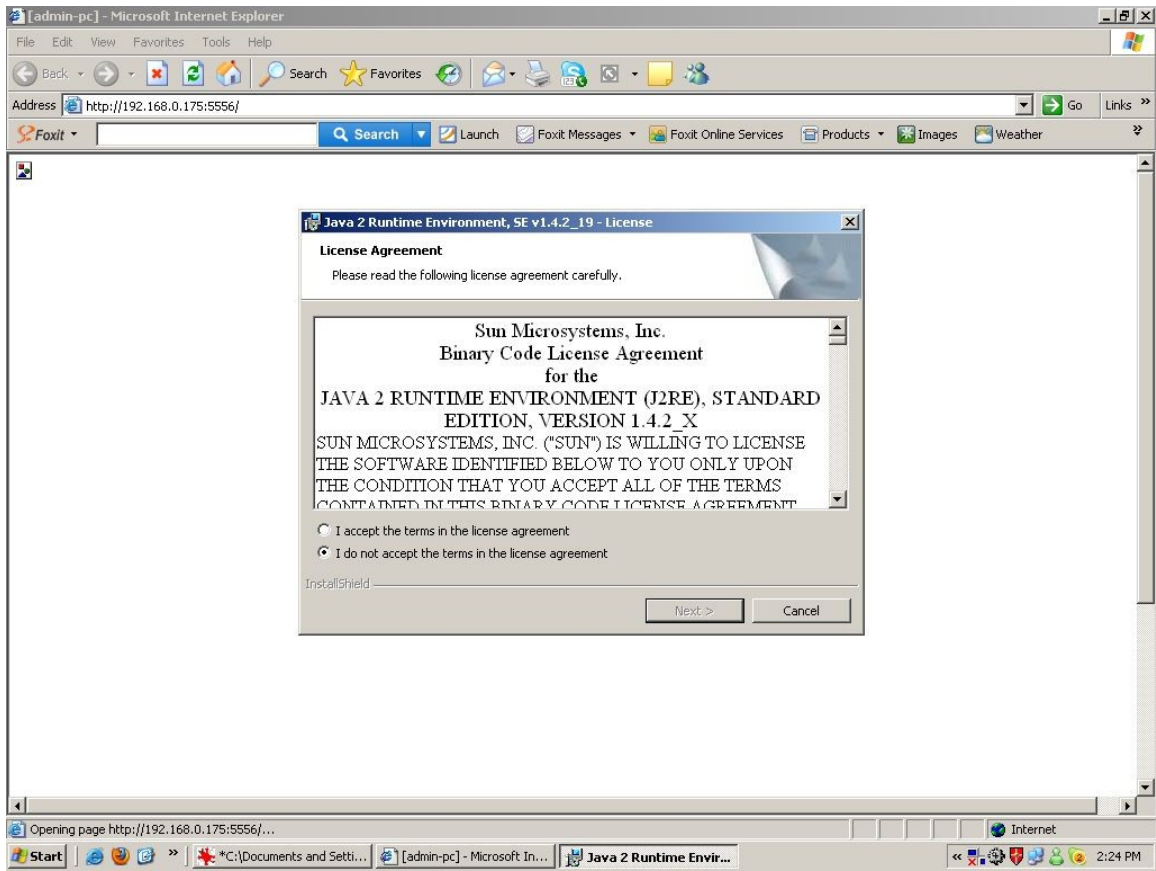 [admin-pc] - Microsoft Internet Explorer
File Edit View Favorites Tools Help
Back Search Favorites
Address http://192.168.0.175:5556/ Go Links »
Foxit Search Launch Foxit Messages Foxit Online Services Products Images Weather
Java 2 Runtime Environment, SE v1.4.2_19 - License
License Agreement
Please read the following license agreement carefully.
Sun Microsystems, Inc.
Binary Code License Agreement
for the
JAVA 2 RUNTIME ENVIRONMENT (J2RE), STANDARD
EDITION, VERSION 1.4.2_X
SUN MICROSYSTEMS, INC. ("SUN") IS WILLING TO LICENSE
THE SOFTWARE IDENTIFIED BELOW TO YOU ONLY UPON
THE CONDITION THAT YOU ACCEPT ALL OF THE TERMS
CONTAINED IN THIS BINARY CODE LICENSE AGREEMENT
I accept the terms in the license agreement
I do not accept the terms in the license agreement
InstallShield
Next > Cancel
Opening page http://192.168.0.175:5556/... Internet
Start » *C:\Documents and Setti... [admin-pc] - Microsoft In... Java 2 Runtime Envir... « 2:24 PM